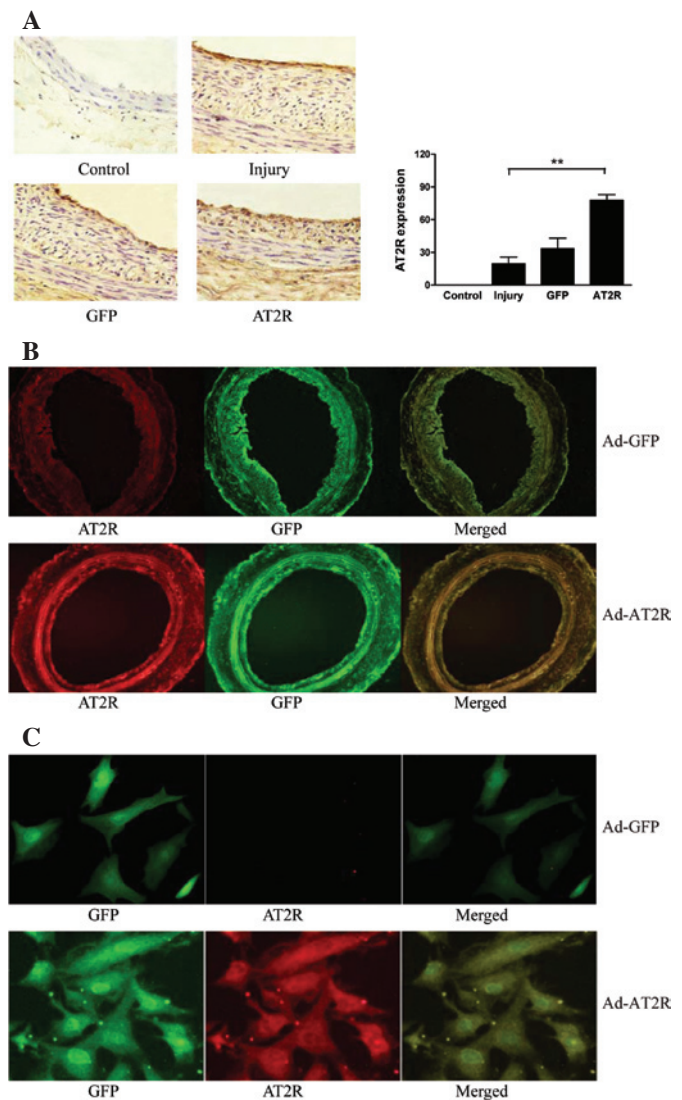 A
Control
Injury
GFP
AT2R
AT2R expression
120
90
60
30
0
**
Control Injury GFP AT2R
B
AT2R GFP Merged
Ad-GFP
AT2R GFP Merged
Ad-AT2R
C
GFP AT2R Merged
Ad-GFP
GFP AT2R Merged
Ad-AT2R